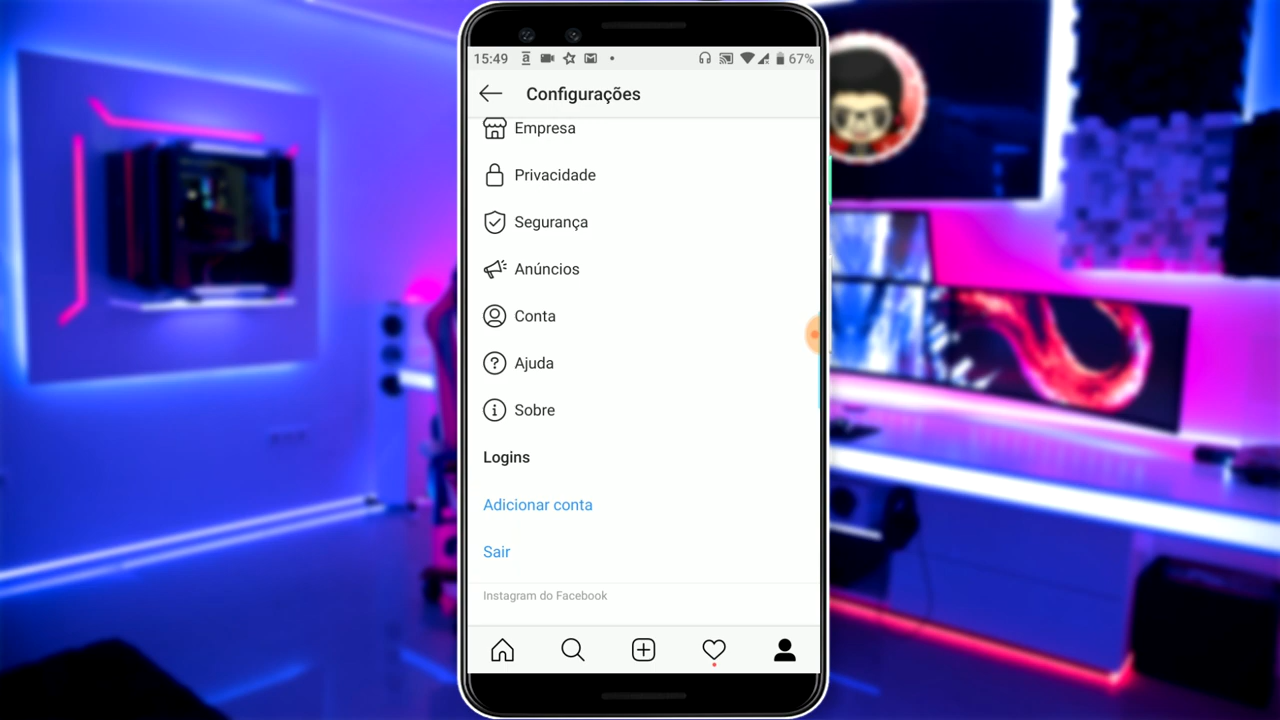 15:49
67%
Configurações
Empresa
Privacidade
Segurança
Anúncios
Conta
Ajuda
Sobre
Logins
Adicionar conta
Sair
Instagram do Facebook